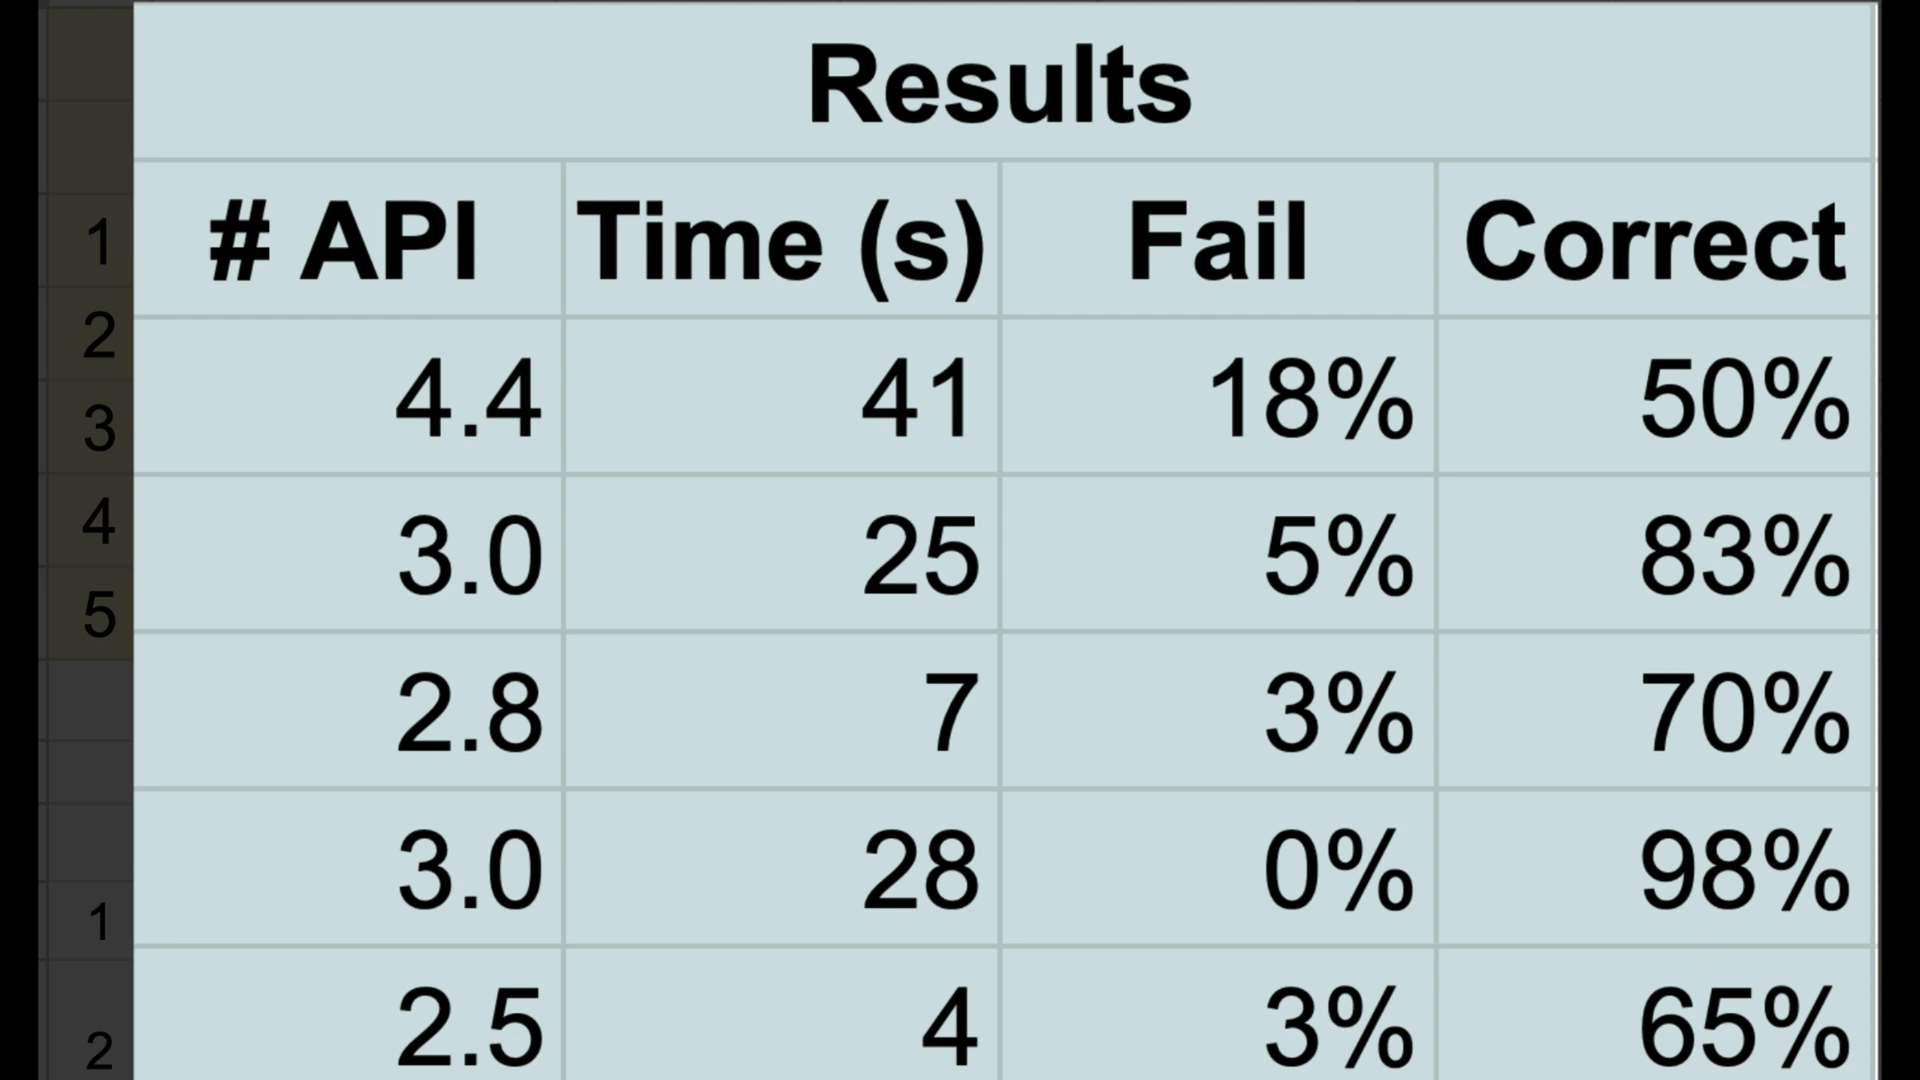 Results
# API Time (s) Fail Correct
4.4 41 18% 50%
3.0 25 5% 83%
2.8 7 3% 70%
3.0 28 0% 98%
2.5 4 3% 65%
1
2
3
4
5
1
2